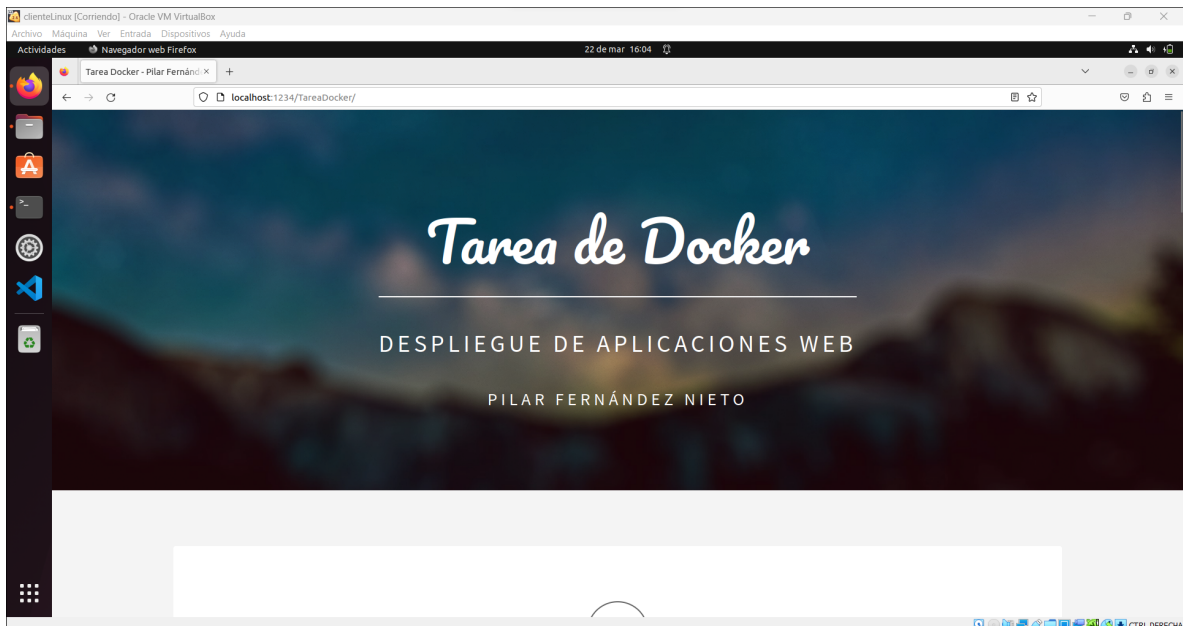 clienteLinux [Corriendo] - Oracle VM VirtualBox
Archivo Máquina Ver Entrada Dispositivos Ayuda
Actividades Navegador web Firefox 22 de mar 16:04
Tarea Docker - Pilar Fernánd
localhost:1234/TareaDocker/
Tarea de Docker
DESPLIEGUE DE APLICACIONES WEB
PILAR FERNÁNDEZ NIETO
CTRL DERECHA